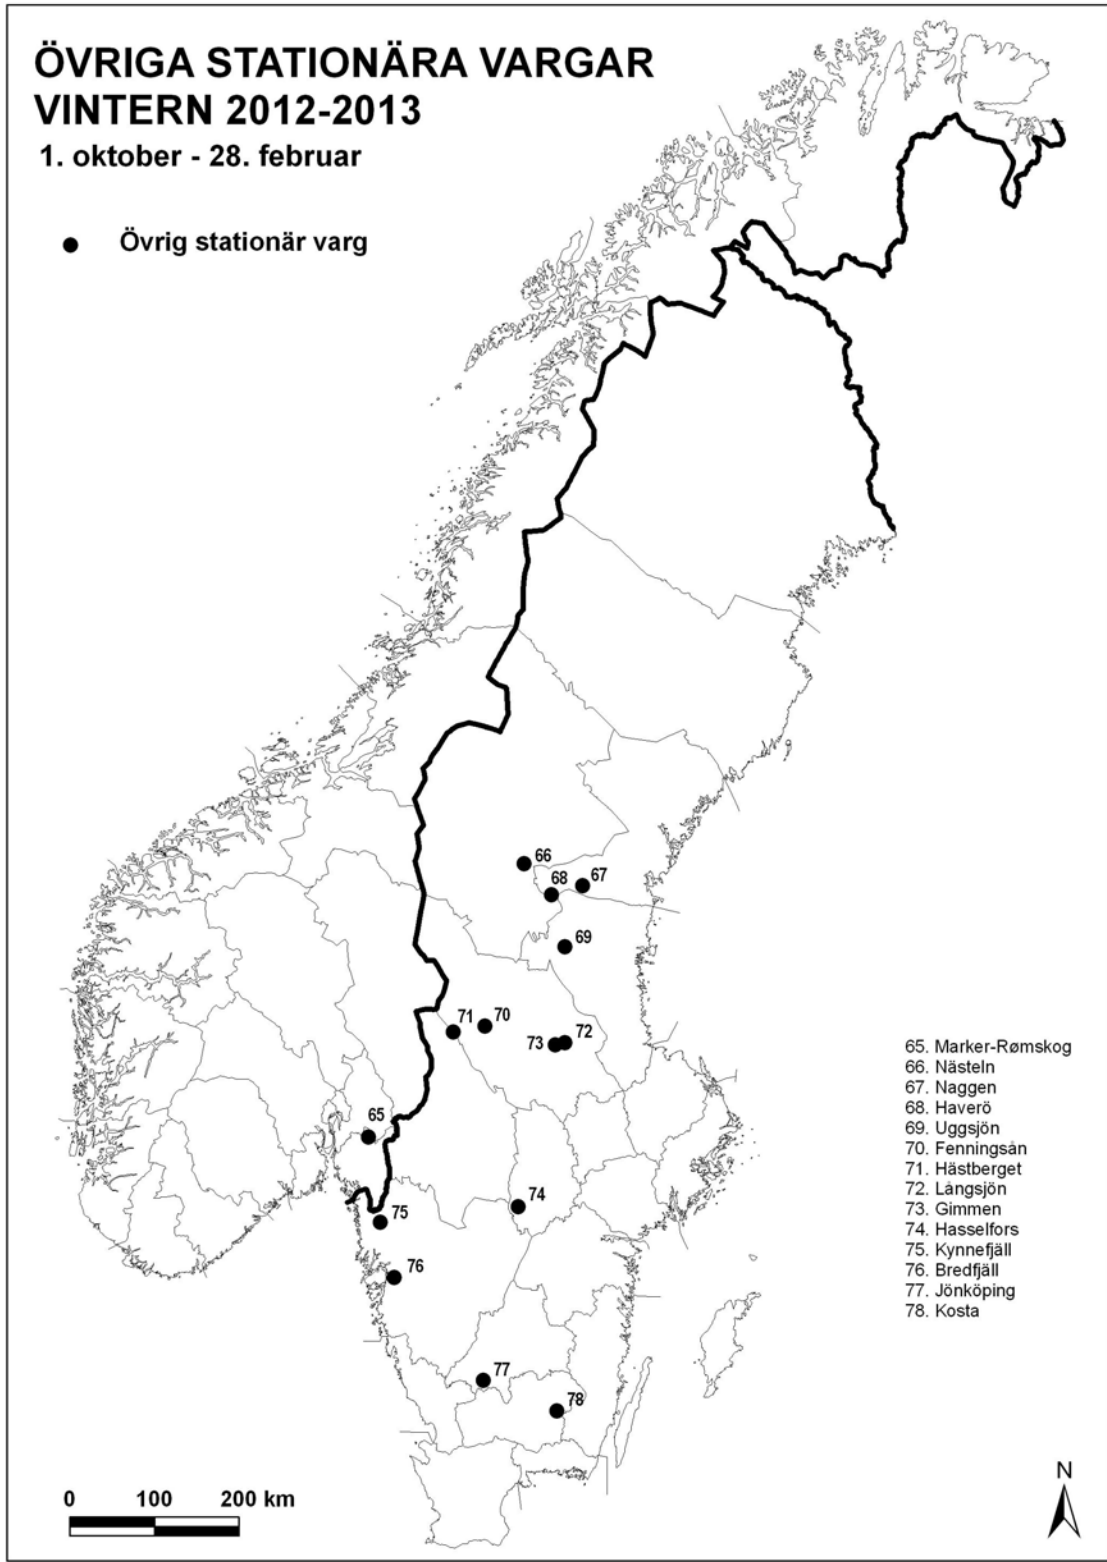 ÖVRIGA STATIONÄRA VARGAR
VINTERN 2012-2013
1. oktober - 28. februar
Övrig stationär varg
66
68
67
69
71
70
73
72
65
74
75
76
77
78
65. Marker-Rømskog
66. Nästeln
67. Naggen
68. Haverö
69. Uggsjön
70. Fenningsån
71. Hästberget
72. Långsjön
73. Gimmen
74. Hasselfors
75. Kynnefjäll
76. Bredfjäll
77. Jönköping
78. Kosta
0 100 200 km
N